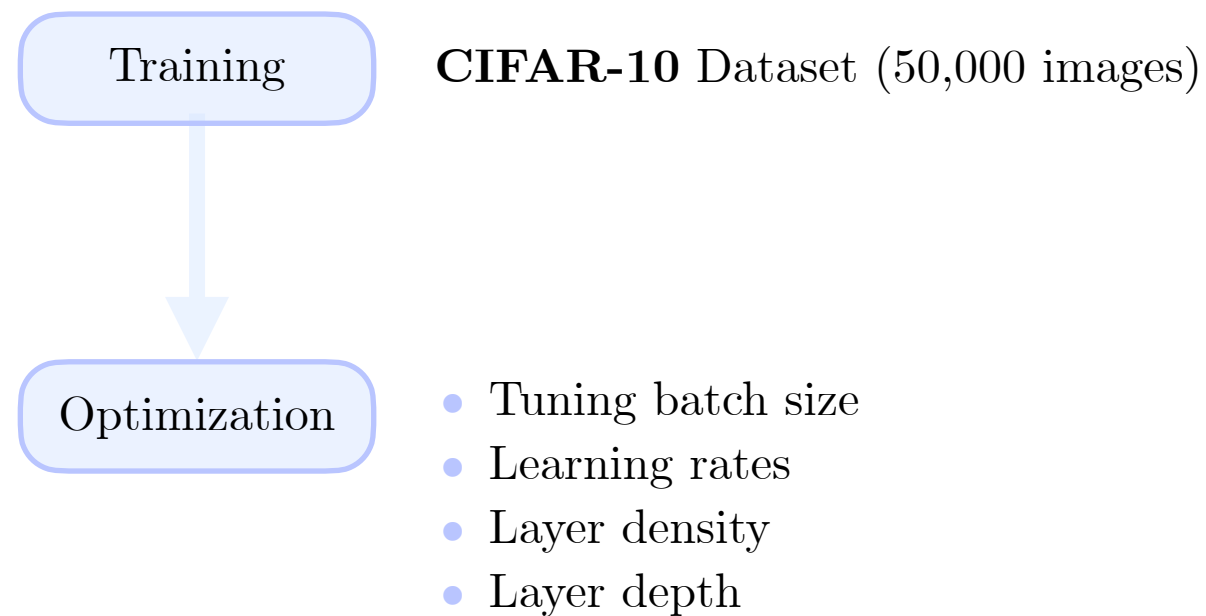 Training
CIFAR-10 Dataset (50,000 images)
Optimization
Tuning batch size
Learning rates
Layer density
Layer depth